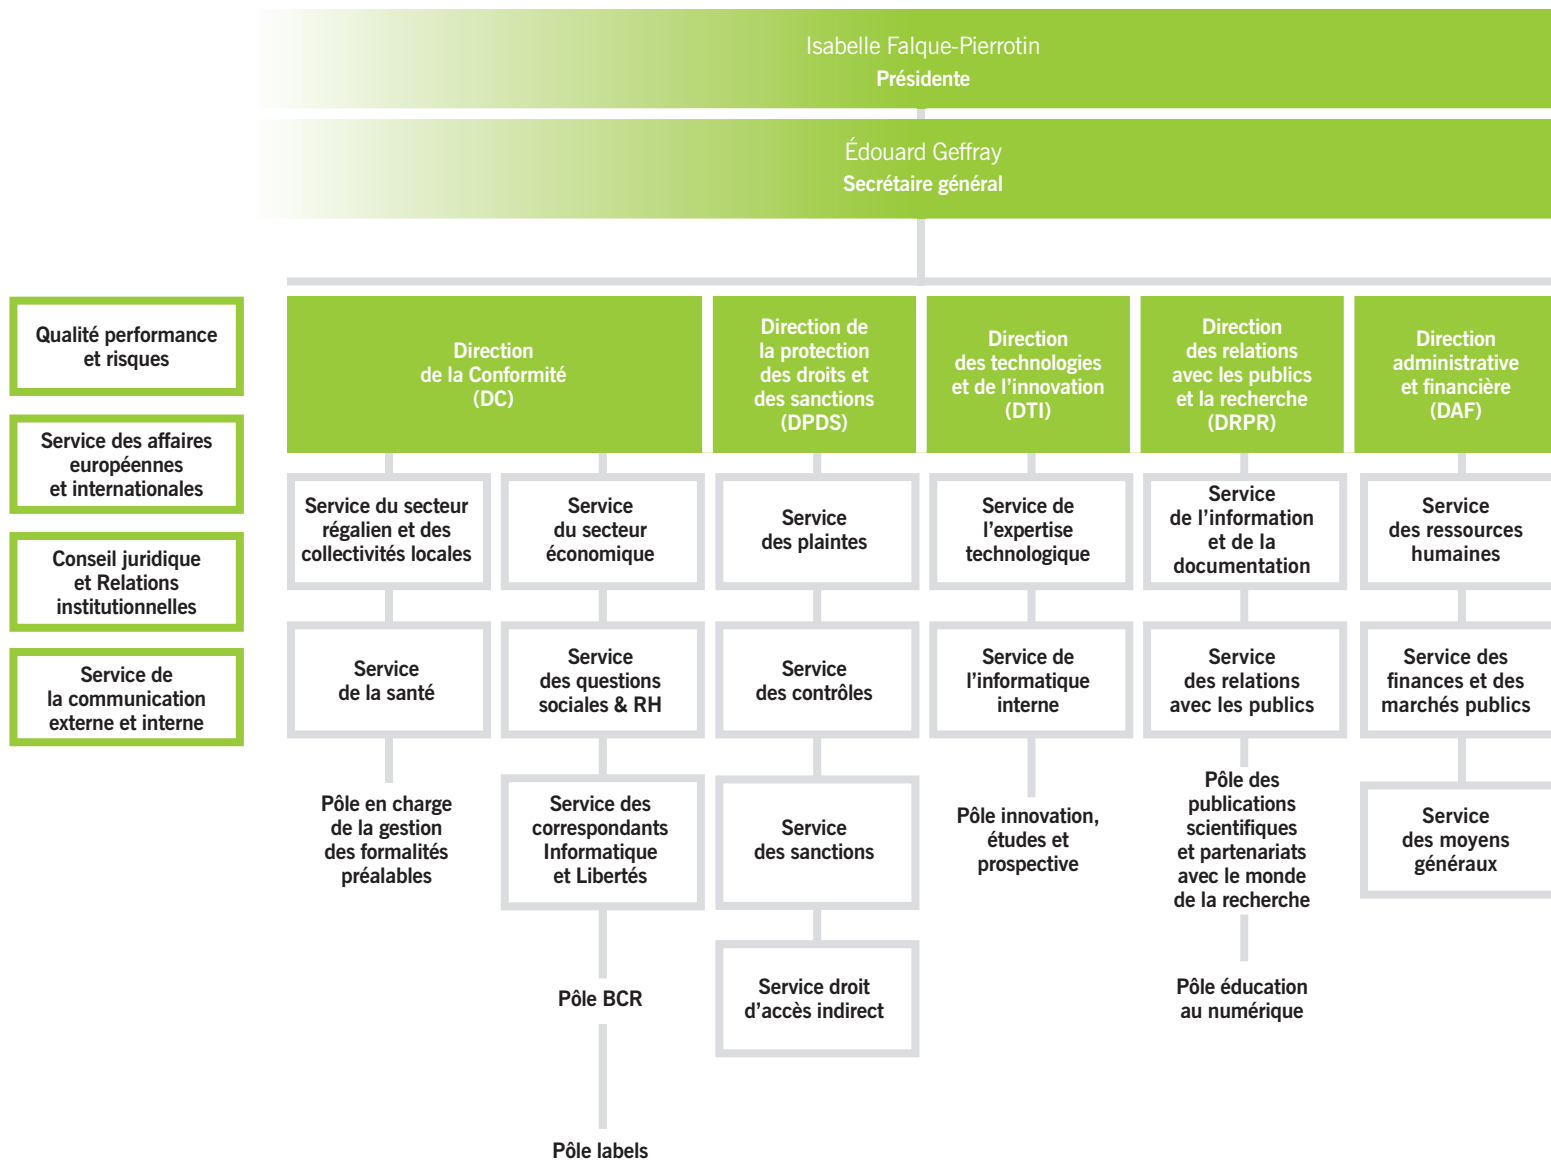 Isabelle Falque-Pierrotin
Présidente
Édouard Geffray
Secrétaire général
Qualité performance
et risques
Service des affaires
européennes
et internationales
Conseil juridique
et Relations
institutionnelles
Service de
la communication
externe et interne
Direction
de la Conformité
(DC)
Service du secteur
régalien et des
collectivités locales
Service
de la santé
Pôle en charge
de la gestion
des formalités
préalables
Service
du secteur
économique
Service
des questions
sociales & RH
Service des
correspondants
Informatique
et Libertés
Pôle BCR
Pôle labels
Direction de
la protection
des droits et
des sanctions
(DPDS)
Service
des plaintes
Service
des contrôles
Service
des sanctions
Service droit
d’accès indirect
Direction
des technologies
et de l’innovation
(DTI)
Service de
l’expertise
technologique
Service de
l’informatique
interne
Pôle innovation,
études et
prospective
Direction
des relations
avec les publics
et la recherche
(DRPR)
Service
de l’information
et de la
documentation
Service
des relations
avec les publics
Pôle des
publications
scientifiques
et partenariats
avec le monde
de la recherche
Pôle éducation
au numérique
Direction
administrative
et financière
(DAF)
Service
des ressources
humaines
Service des
finances et des
marchés publics
Service
des moyens
généraux